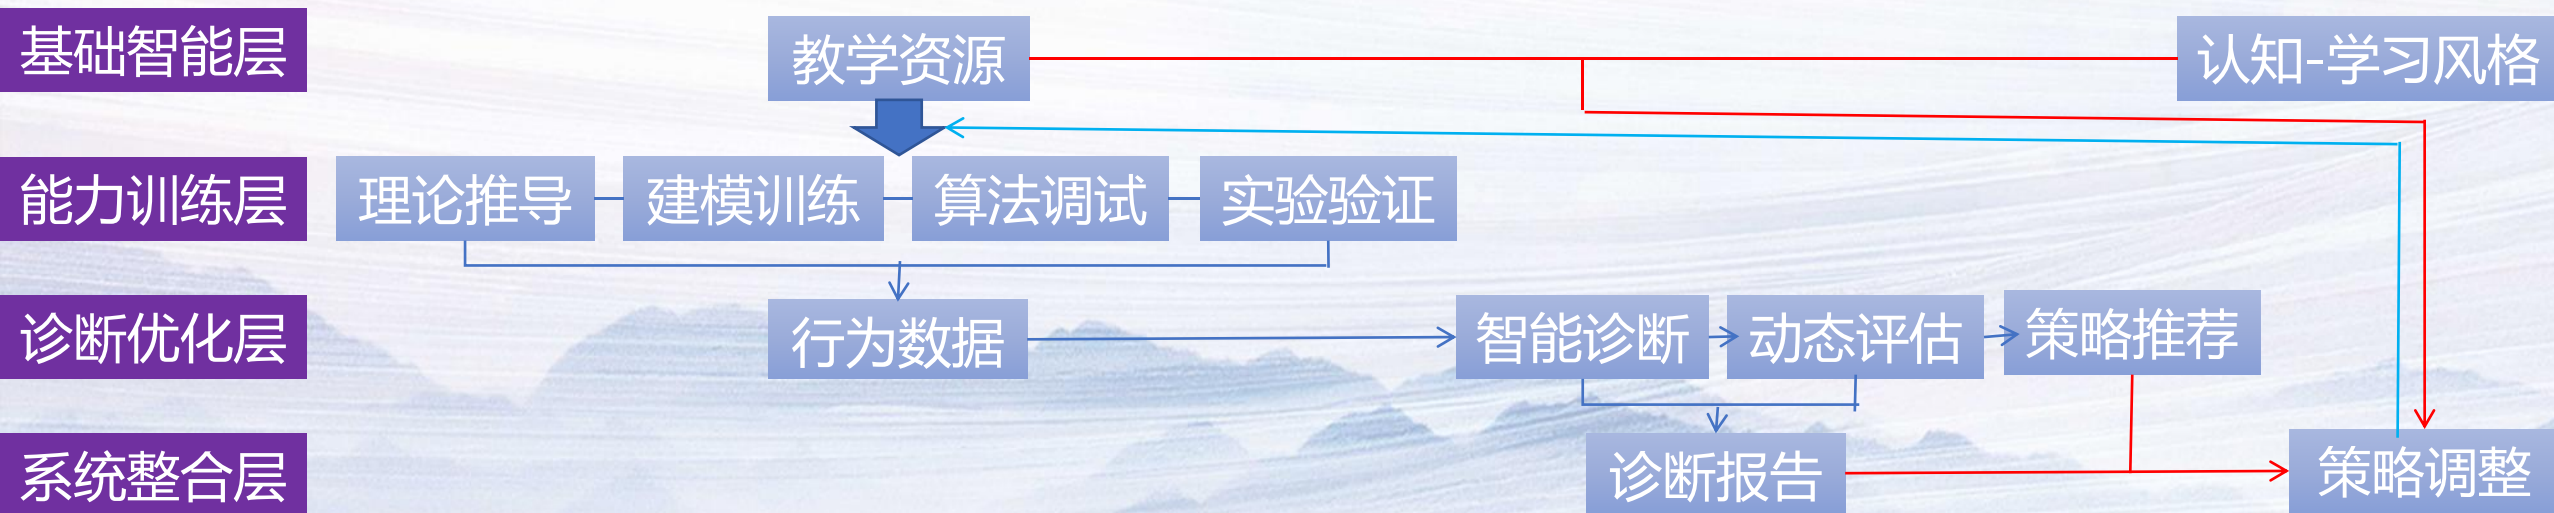 基础智能层
教学资源
认知-学习风格
能力训练层
理论推导
建模训练
算法调试
实验验证
诊断优化层
行为数据
智能诊断
动态评估
策略推荐
系统整合层
诊断报告
策略调整